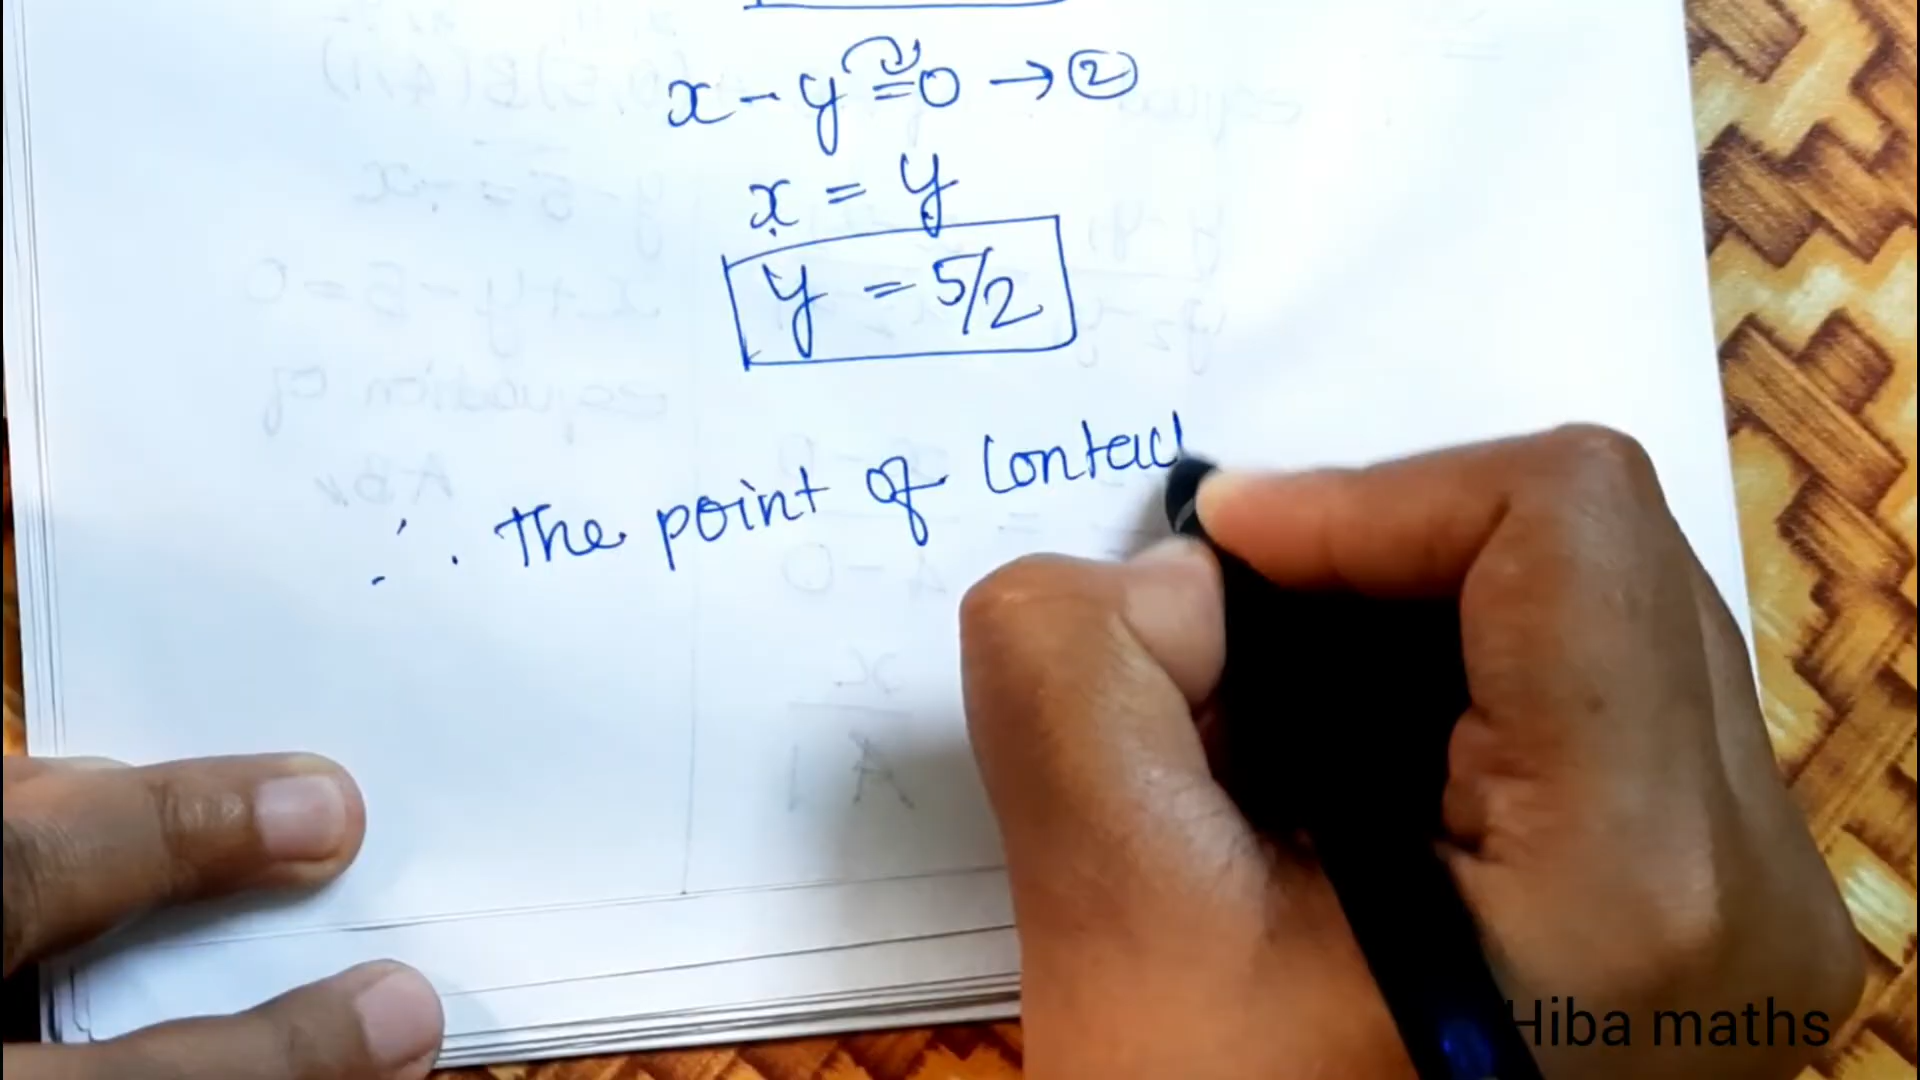 x - y = 0 → ②
x = y
y = 5/2
∴ The point of Contact
Hiba maths